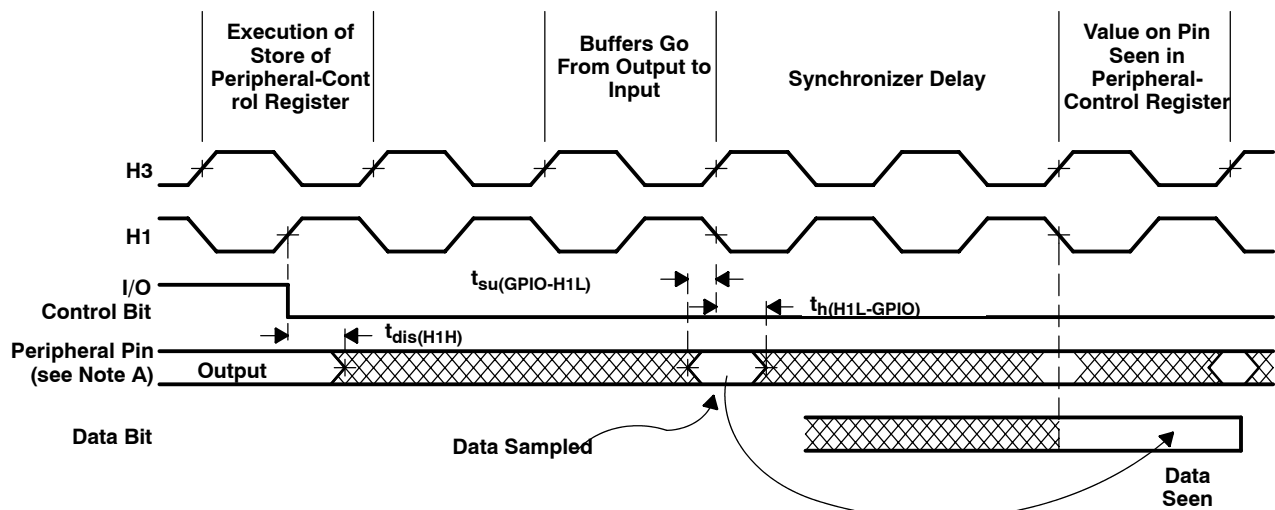 Execution of
Store of
Peripheral-Cont
rol Register
Buffers Go
From Output to
Input
Synchronizer Delay
Value on Pin
Seen in
Peripheral-
Control Register
H3
H1
I/O
Control Bit
tsu(GPIO-H1L)
th(H1L-GPIO)
tdis(H1H)
Peripheral Pin
(see Note A)
Output
Data Bit
Data Sampled
Data
Seen